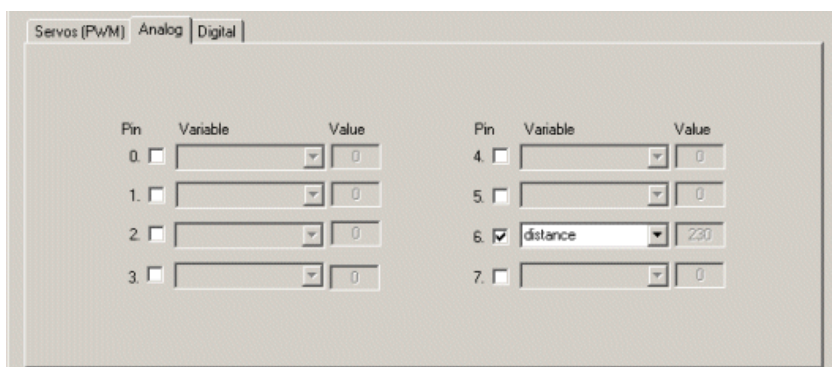 Servos (PWM) Analog Digital
Pin Variable Value Pin Variable Value
0. 0 4. 0
1. 0 5. 0
2. 0 6. distance 230
3. 0 7. 0